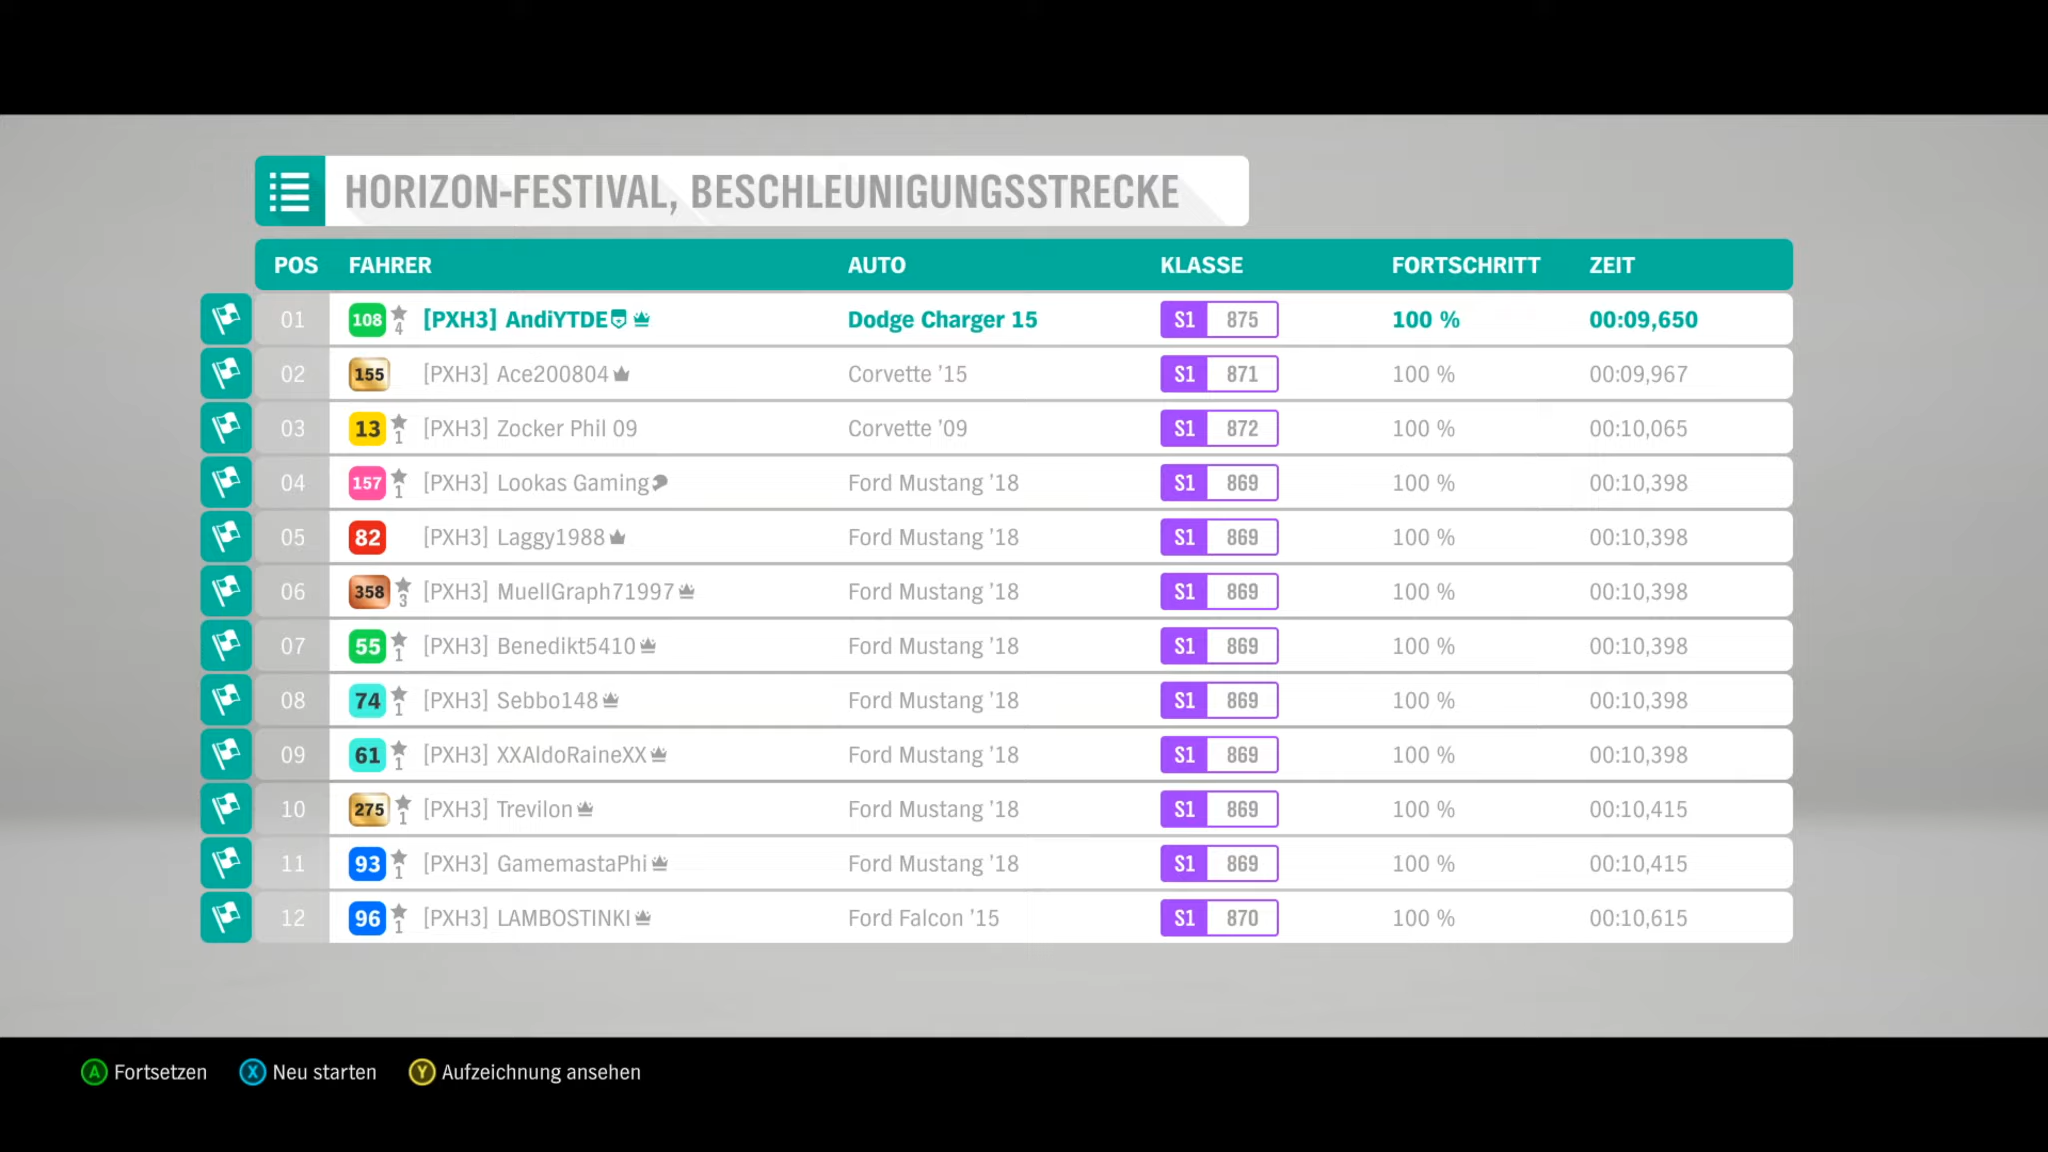 HORIZON-FESTIVAL, BESCHLEUNIGUNGSSTRECKE
POS FAHRER AUTO KLASSE FORTSCHRITT ZEIT
01 108 4 [PXH3] AndiYTDE Dodge Charger 15 S1 875 100 % 00:09,650
02 155 [PXH3] Ace200804 Corvette '15 S1 871 100 % 00:09,967
03 13 1 [PXH3] Zocker Phil 09 Corvette '09 S1 872 100 % 00:10,065
04 157 1 [PXH3] Lookas Gaming Ford Mustang '18 S1 869 100 % 00:10,398
05 82 [PXH3] Laggy1988 Ford Mustang '18 S1 869 100 % 00:10,398
06 358 3 [PXH3] MuellGraph71997 Ford Mustang '18 S1 869 100 % 00:10,398
07 55 1 [PXH3] Benedikt5410 Ford Mustang '18 S1 869 100 % 00:10,398
08 74 1 [PXH3] Sebbo148 Ford Mustang '18 S1 869 100 % 00:10,398
09 61 1 [PXH3] XXAldoRaineXX Ford Mustang '18 S1 869 100 % 00:10,398
10 275 1 [PXH3] Trevilon Ford Mustang '18 S1 869 100 % 00:10,415
11 93 1 [PXH3] GamemastaPhi Ford Mustang '18 S1 869 100 % 00:10,415
12 96 1 [PXH3] LAMBOSTINKI Ford Falcon '15 S1 870 100 % 00:10,615
A Fortsetzen X Neu starten Y Aufzeichnung ansehen